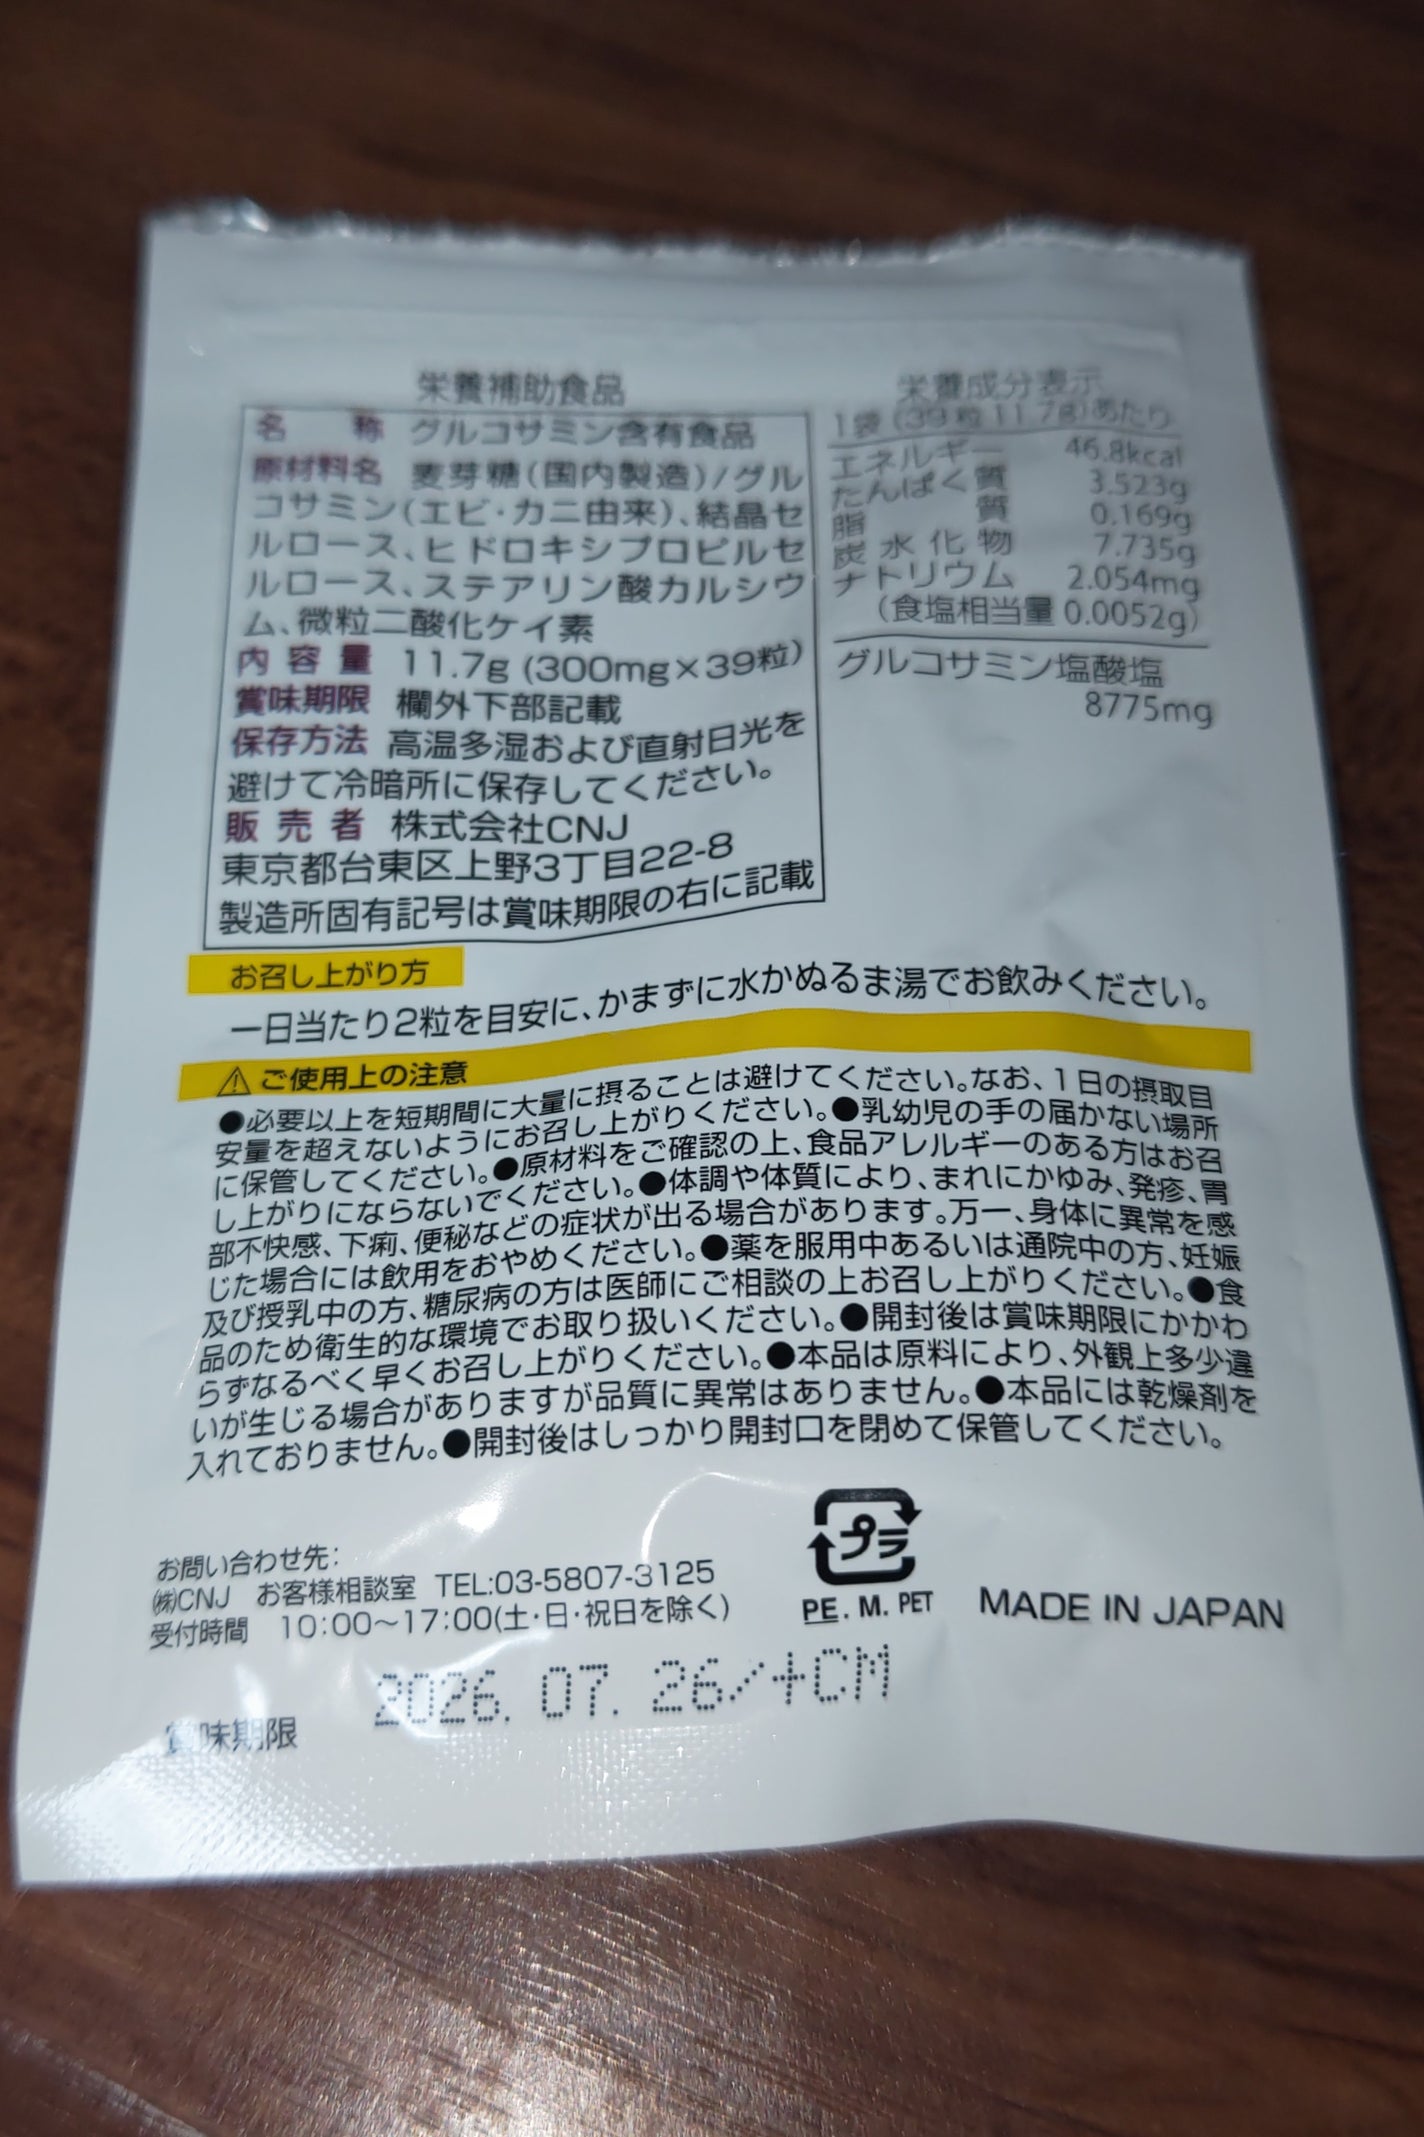 栄養補助食品
名称 グルコサミン含有食品
原材料名 麦芽糖(国内製造)/グル
コサミン(エビ・カニ由来)、結晶セ
ルロース、ヒドロキシプロピルセ
ルロース、ステアリン酸カルシウ
ム、微粒二酸化ケイ素
内容量 11.7g (300mg×39粒)
賞味期限 欄外下部記載
保存方法 高温多湿および直射日光を
避けて冷暗所に保存してください。
販売者 株式会社CNJ
東京都台東区上野3丁目22-8
製造所固有記号は賞味期限の右に記載
栄養成分表示
1袋(39粒11.7g)あたり
エネルギー 46.8kcal
たんぱく質 3.523g
脂質 0.169g
炭水化物 7.735g
ナトリウム 2.054mg
(食塩相当量 0.0052g)
グルコサミン塩酸塩
8775mg
お召し上がり方
一日当たり2粒を目安に、かまずに水かぬるま湯でお飲みください。
⚠ご使用上の注意
●必要以上を短期間に大量に摂ることは避けてください。なお、1日の摂取目
安量を超えないようにお召し上がりください。●乳幼児の手の届かない場所
に保管してください。●原材料をご確認の上、食品アレルギーのある方はお召
し上がりにならないでください。●体調や体質により、まれにかゆみ、発疹、胃
部不快感、下痢、便秘などの症状が出る場合があります。万一、身体に異常を感
じた場合には飲用をおやめください。●薬を服用中あるいは通院中の方、妊娠
及び授乳中の方、糖尿病の方は医師にご相談の上お召し上がりください。●食
品のため衛生的な環境でお取り扱いください。●開封後は賞味期限にかかわ
らずなるべく早くお召し上がりください。●本品は原料により、外観上多少違
いが生じる場合がありますが品質に異常はありません。●本品には乾燥剤を
入れておりません。●開封後はしっかり開封口を閉めて保管してください。
お問い合わせ先:
㈱CNJ お客様相談室 TEL:03-5807-3125
受付時間 10:00～17:00(土・日・祝日を除く)
プラ
PE. M. PET
MADE IN JAPAN
賞味期限 2026. 07. 26/+CM